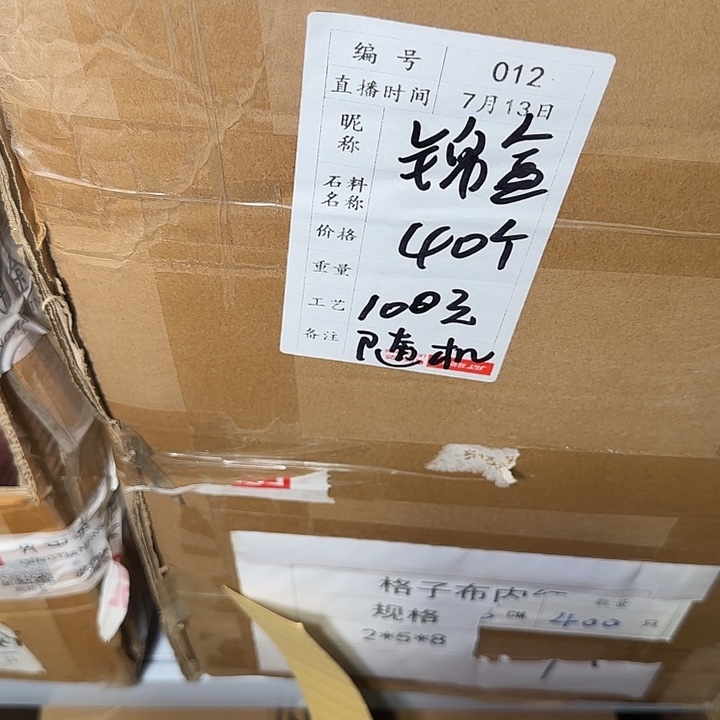 编号 012
直播时间 7月13日
昵称 锦盒
石料名称
价格 40个
重量
工艺 100元
备注 随机
格子布内
规格 400 只
2*5*8